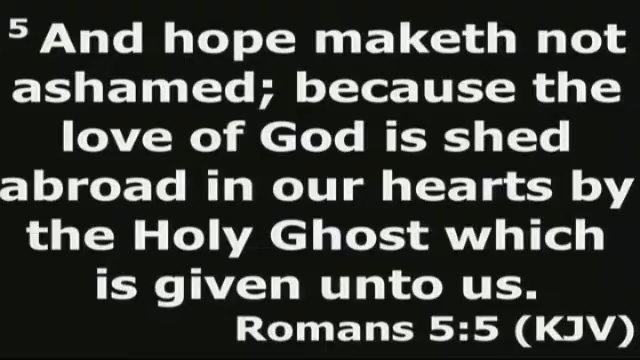 5 And hope maketh not
ashamed; because the
love of God is shed
abroad in our hearts by
the Holy Ghost which
is given unto us.
Romans 5:5 (KJV)